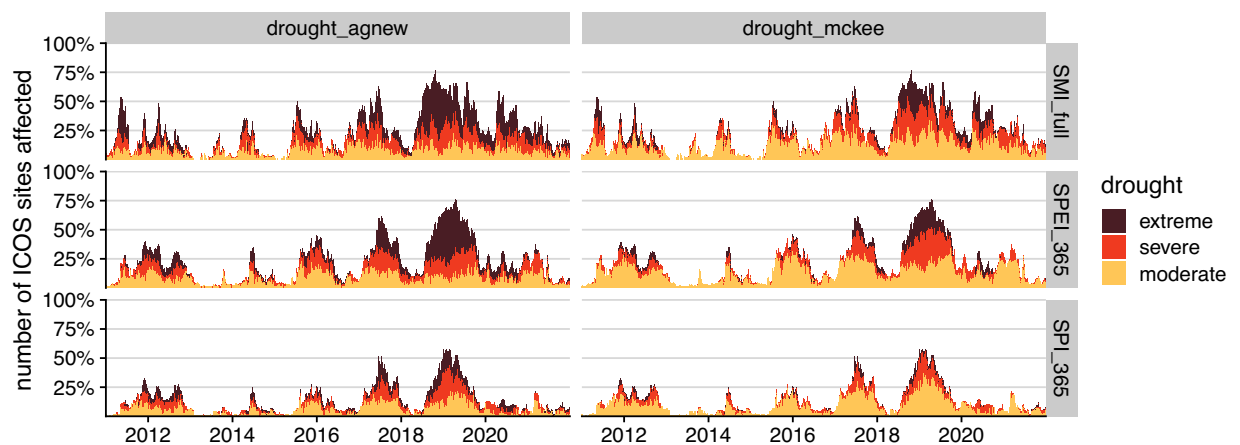 drought_agnew
drought_mckee
number of ICOS sites affected
100%
75%
50%
25%
SMI_full
100%
75%
50%
25%
SPEI_365
100%
75%
50%
25%
SPI_365
2012 2014 2016 2018 2020
2012 2014 2016 2018 2020
drought
extreme
severe
moderate